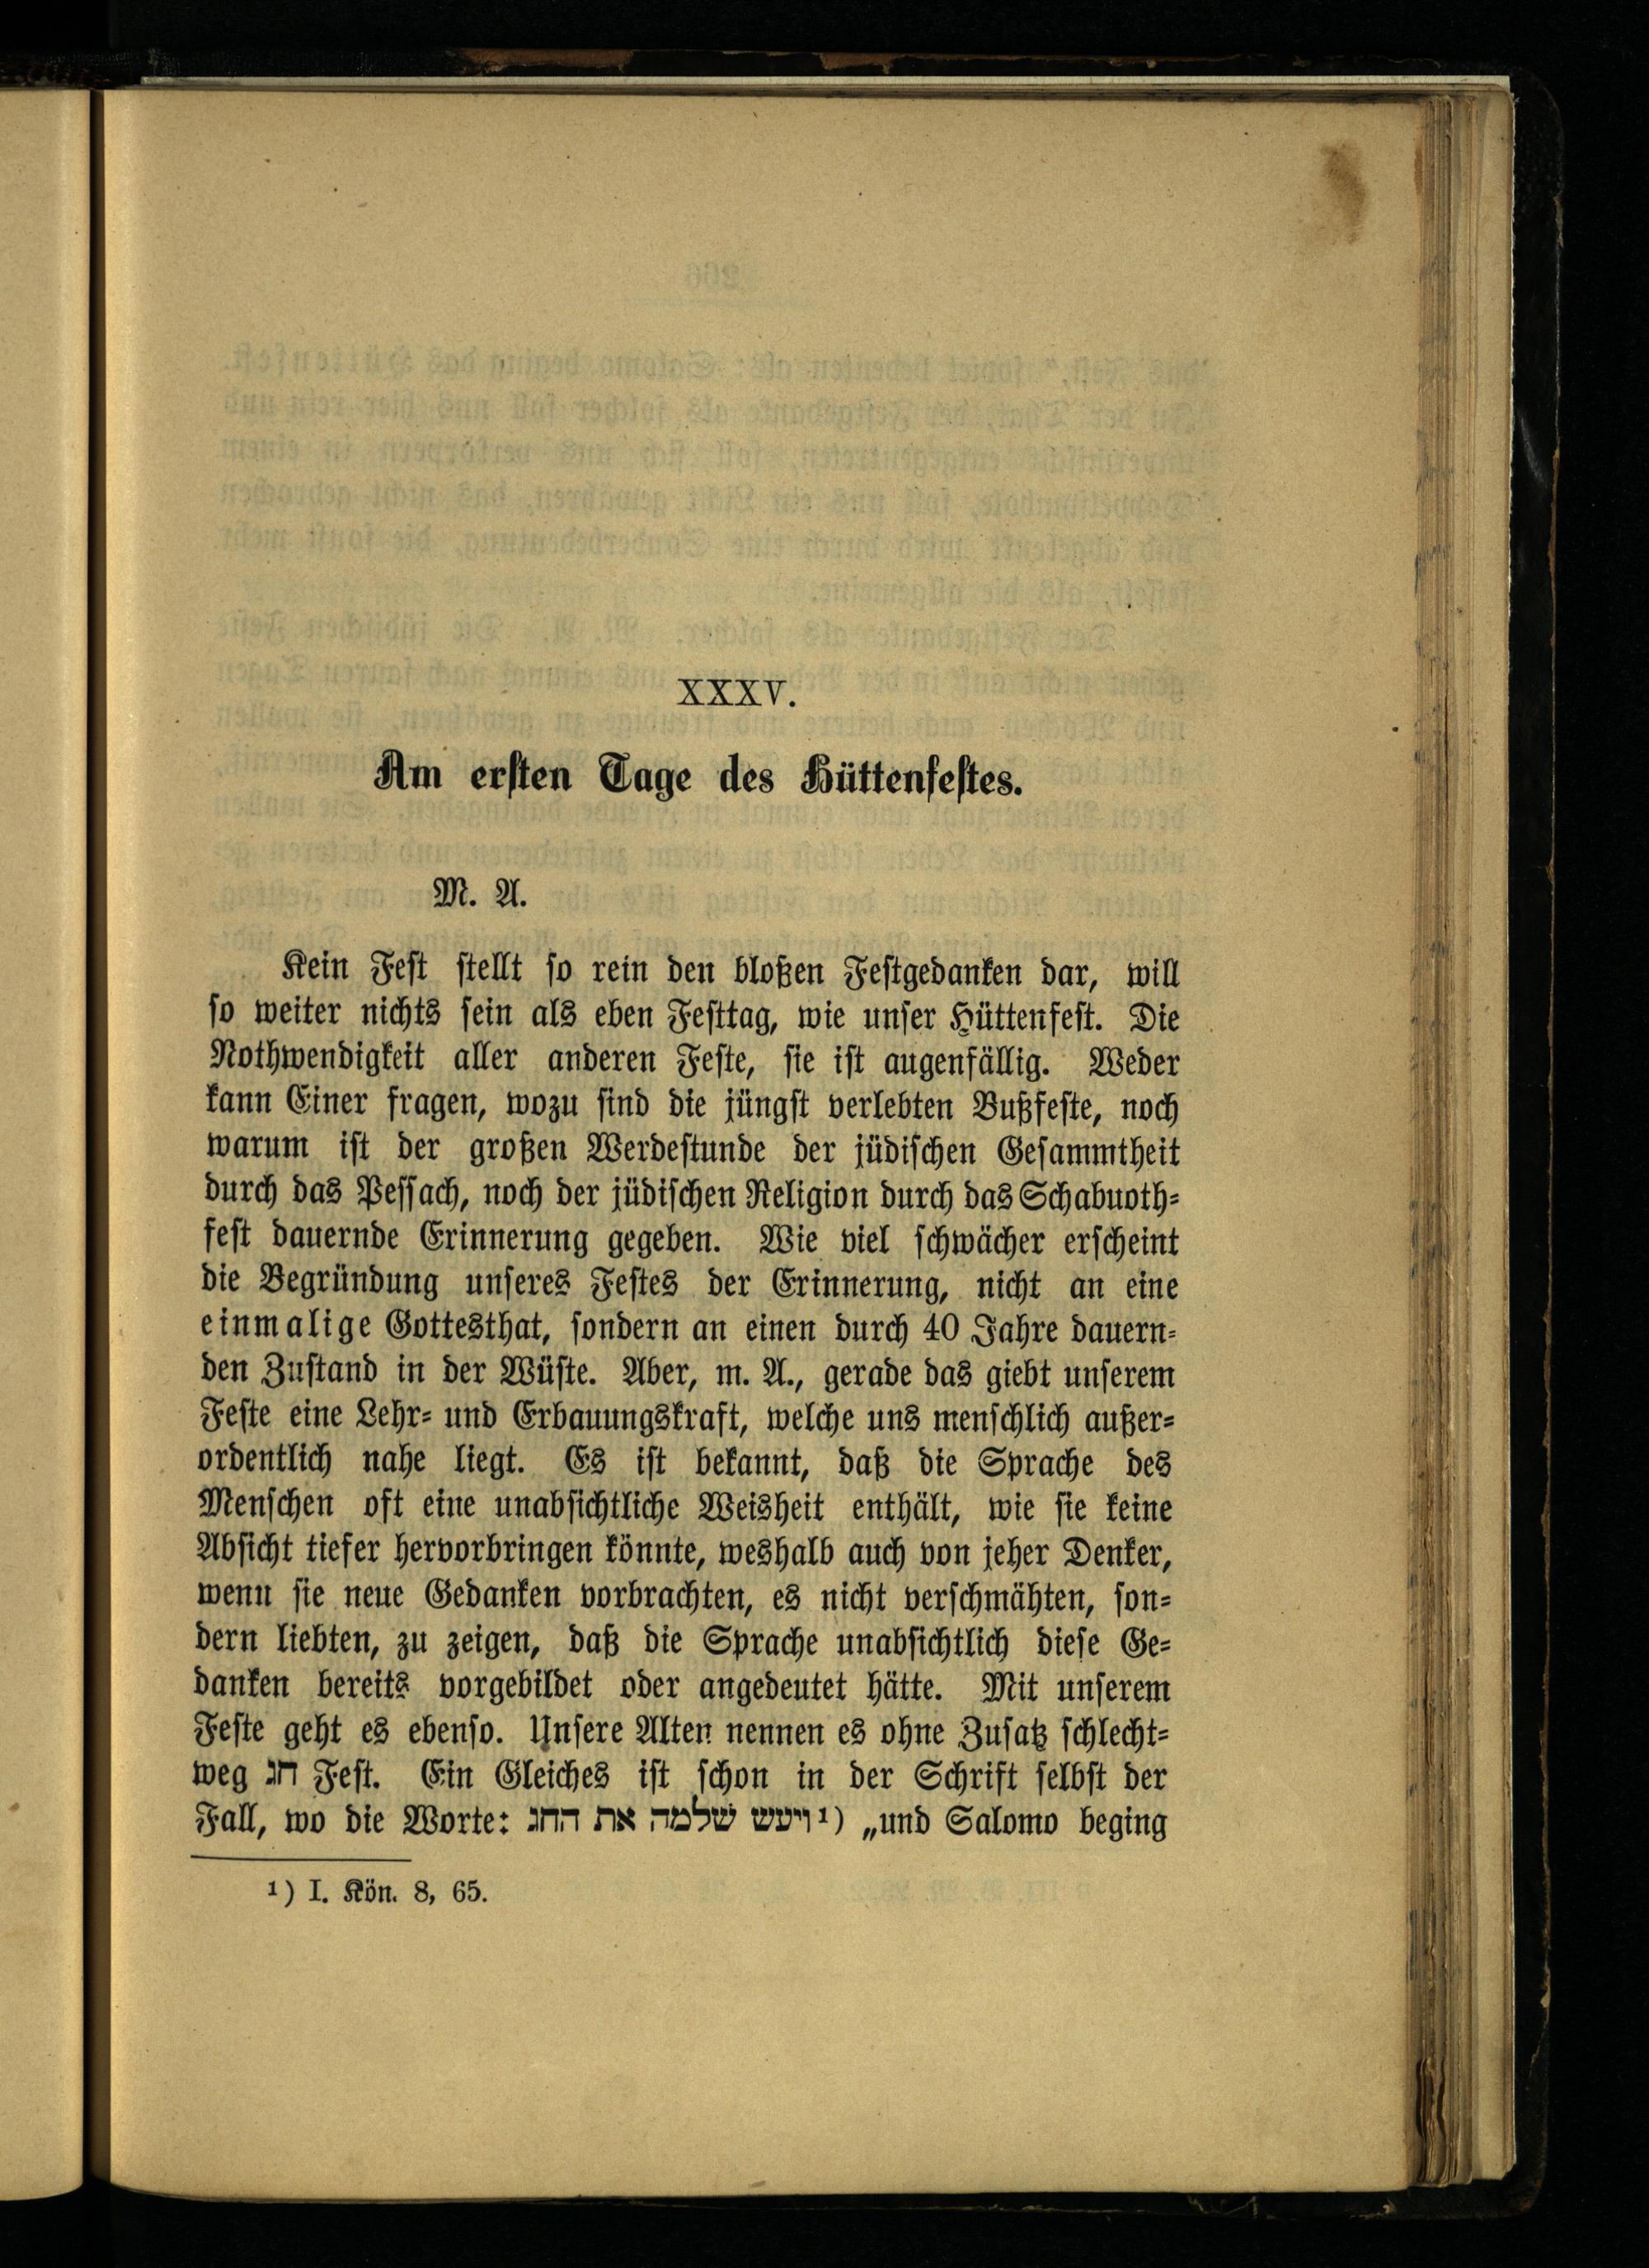 XXXV.
Am ersten Tage des Hüttenfestes.
M. A.
Kein Fest stellt so rein den bloßen Festgedanken dar, will
so weiter nichts sein als eben Festtag, wie unser Hüttenfest. Die
Nothwendigkeit aller anderen Feste, sie ist augenfällig. Weder
kann Einer fragen, wozu sind die jüngst verlebten Bußfeste, noch
warum ist der großen Werdestunde der jüdischen Gesammtheit
durch das Pessach, noch der jüdischen Religion durch das Schabuoth-
fest dauernde Erinnerung gegeben. Wie viel schwächer erscheint
die Begründung unseres Festes der Erinnerung, nicht an eine
einmalige Gottesthat, sondern an einen durch 40 Jahre dauern-
den Zustand in der Wüste. Aber, m. A., gerade das giebt unserem
Feste eine Lehr- und Erbauungskraft, welche uns menschlich außer-
ordentlich nahe liegt. Es ist bekannt, daß die Sprache des
Menschen oft eine unabsichtliche Weisheit enthält, wie sie keine
Absicht tiefer hervorbringen könnte, weshalb auch von jeher Denker,
wenn sie neue Gedanken vorbrachten, es nicht verschmähten, son-
dern liebten, zu zeigen, daß die Sprache unabsichtlich diese Ge-
danken bereits vorgebildet oder angedeutet hätte. Mit unserem
Feste geht es ebenso. Unsere Alten nennen es ohne Zusatz schlecht-
weg חג Fest. Ein Gleiches ist schon in der Schrift selbst der
Fall, wo die Worte: ויעש שלמה את החג ¹) „und Salomo beging
¹) I. Kön. 8, 65.